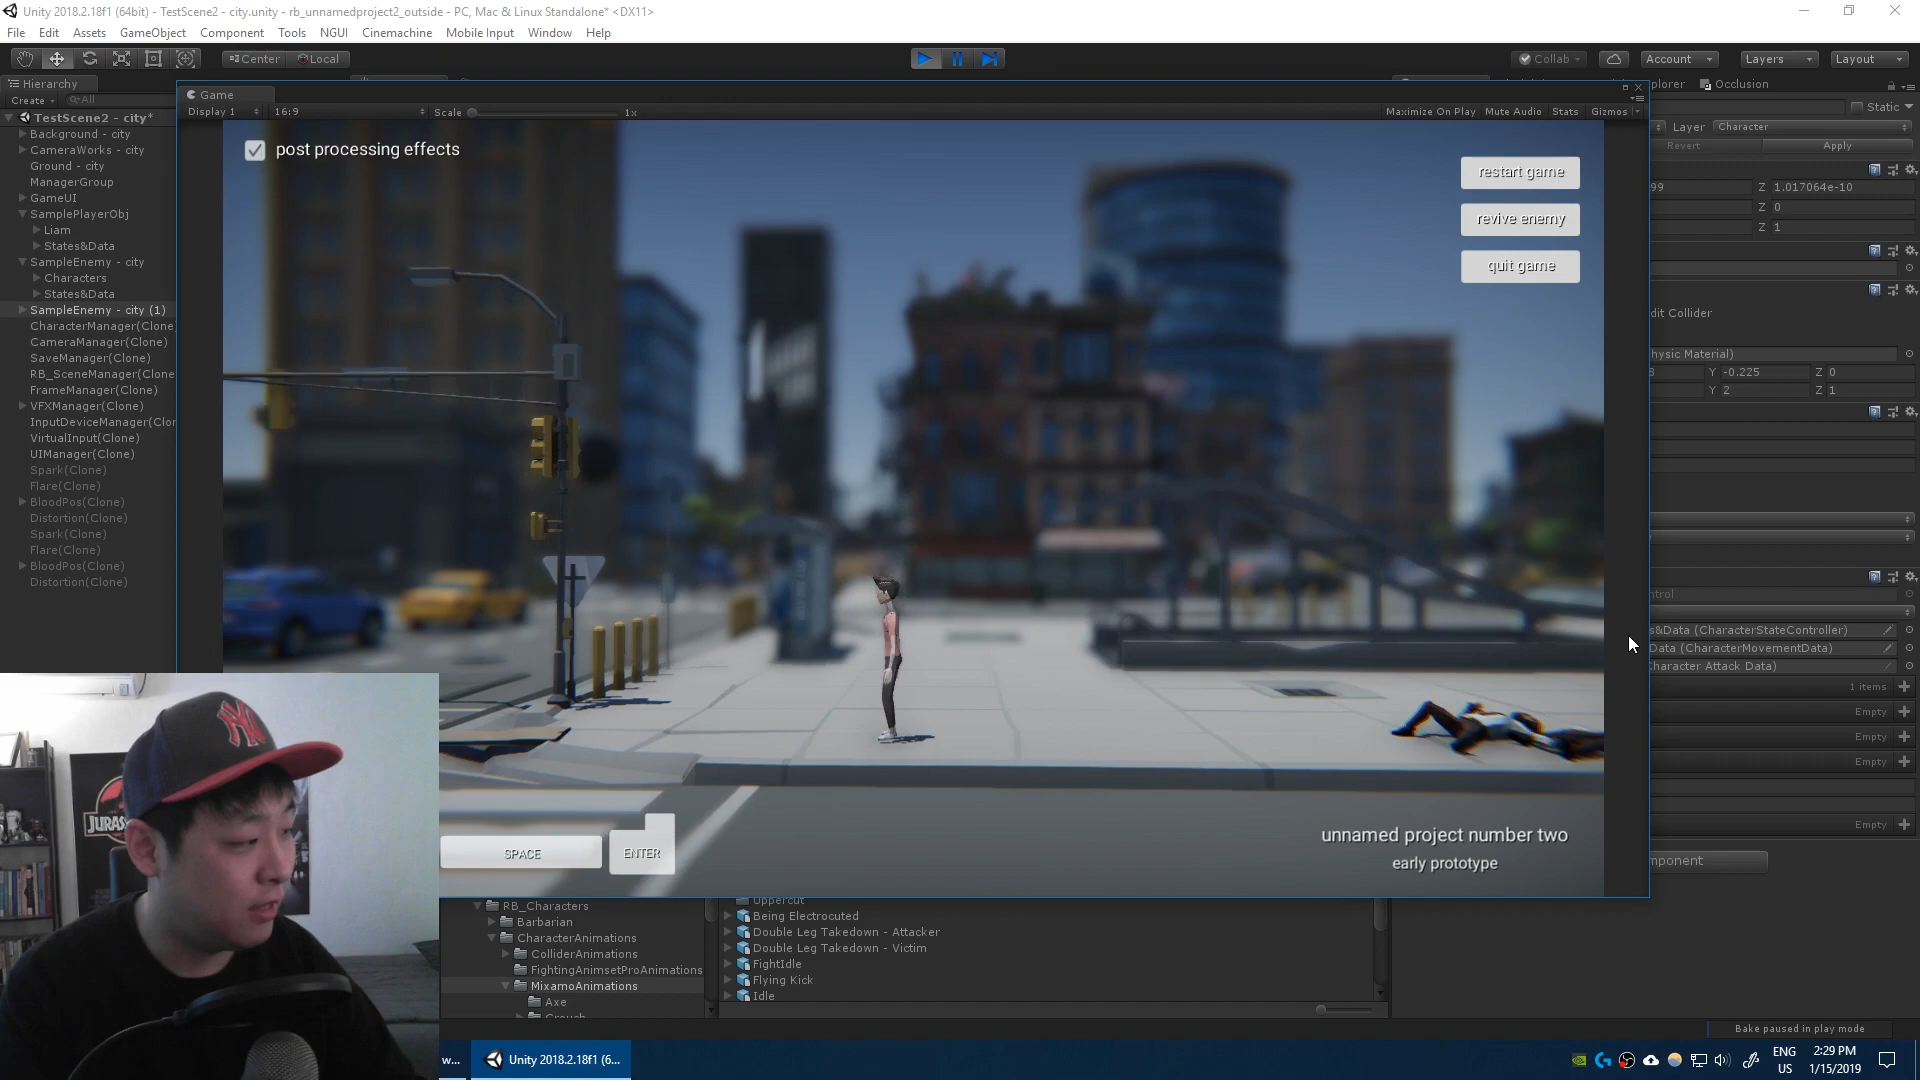 Unity 2018.2.18f1 (64bit) - TestScene2 - city.unity - rb_unnamedproject2_outside - PC, Mac & Linux Standalone* <DX11>
File Edit Assets GameObject Component Tools NGUI Cinemachine Mobile Input Window Help
Center Local Collab Account Layers Layout
Hierarchy
Create All
TestScene2 - city*
Background - city
CameraWorks - city
Ground - city
ManagerGroup
GameUI
SamplePlayerObj
Liam
States&Data
SampleEnemy - city
Characters
States&Data
SampleEnemy - city (1)
CharacterManager(Clone
CameraManager(Clone)
SaveManager(Clone)
RB_SceneManager(Clone
FrameManager(Clone)
VFXManager(Clone)
InputDeviceManager(Clor
VirtualInput(Clone)
UIManager(Clone)
Spark(Clone)
Flare(Clone)
BloodPos(Clone)
Distortion(Clone)
Spark(Clone)
Flare(Clone)
BloodPos(Clone)
Distortion(Clone)
Game
Display 1 16:9 Scale 1x Maximize On Play Mute Audio Stats Gizmos
post processing effects
restart game
revive enemy
quit game
SPACE ENTER
unnamed project number two
early prototype
plorer Occlusion
Static
Layer Character
Revert Apply
99 Z 1.017064e-10
Z 0
Z 1
dit Collider
hysic Material)
Y -0.225 Z 0
Y 2 Z 1
s&Data (CharacterStateController)
Data (CharacterMovementData)
haracter Attack Data)
1 items
Empty
Empty
Empty
Empty
mponent
JURAS
RB_Characters
Barbarian
CharacterAnimations
ColliderAnimations
FightingAnimsetProAnimations
MixamoAnimations
Axe
Crouch
Uppercut
Being Electrocuted
Double Leg Takedown - Attacker
Double Leg Takedown - Victim
FightIdle
Flying Kick
Idle
Bake paused in play mode
w... Unity 2018.2.18f1 (6...
ENG
US
2:29 PM
1/15/2019